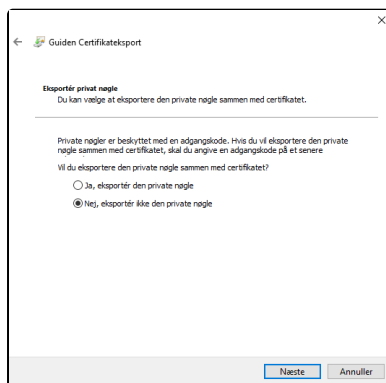 Guiden Certifikateksport
Eksportér privat nøgle
Du kan vælge at eksportere den private nøgle sammen med certifikatet.
Private nøgler er beskyttet med en adgangskode. Hvis du vil eksportere den private
nøgle sammen med certifikatet, skal du angive en adgangskode på et senere
Vil du eksportere den private nøgle sammen med certifikatet?
Ja, eksportér den private nøgle
Nej, eksportér ikke den private nøgle
Næste Annuller